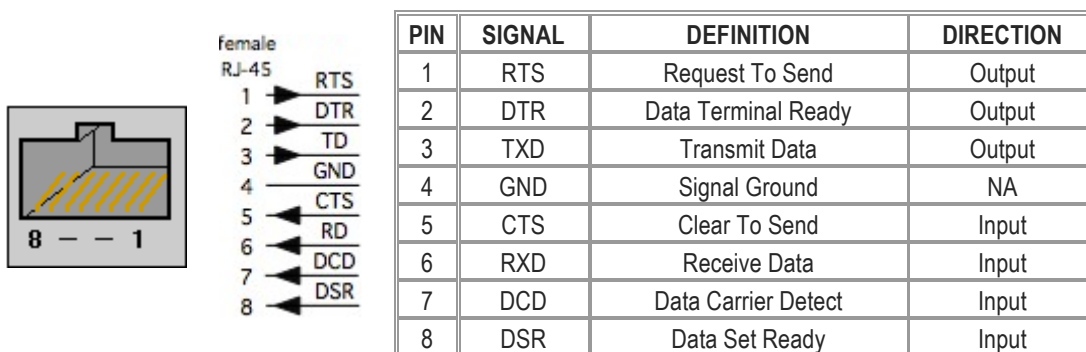 female
RJ-45
1 RTS
2 DTR
3 TD
4 GND
5 CTS
6 RD
7 DCD
8 DSR
8 – – 1
PIN SIGNAL DEFINITION DIRECTION
1 RTS Request To Send Output
2 DTR Data Terminal Ready Output
3 TXD Transmit Data Output
4 GND Signal Ground NA
5 CTS Clear To Send Input
6 RXD Receive Data Input
7 DCD Data Carrier Detect Input
8 DSR Data Set Ready Input